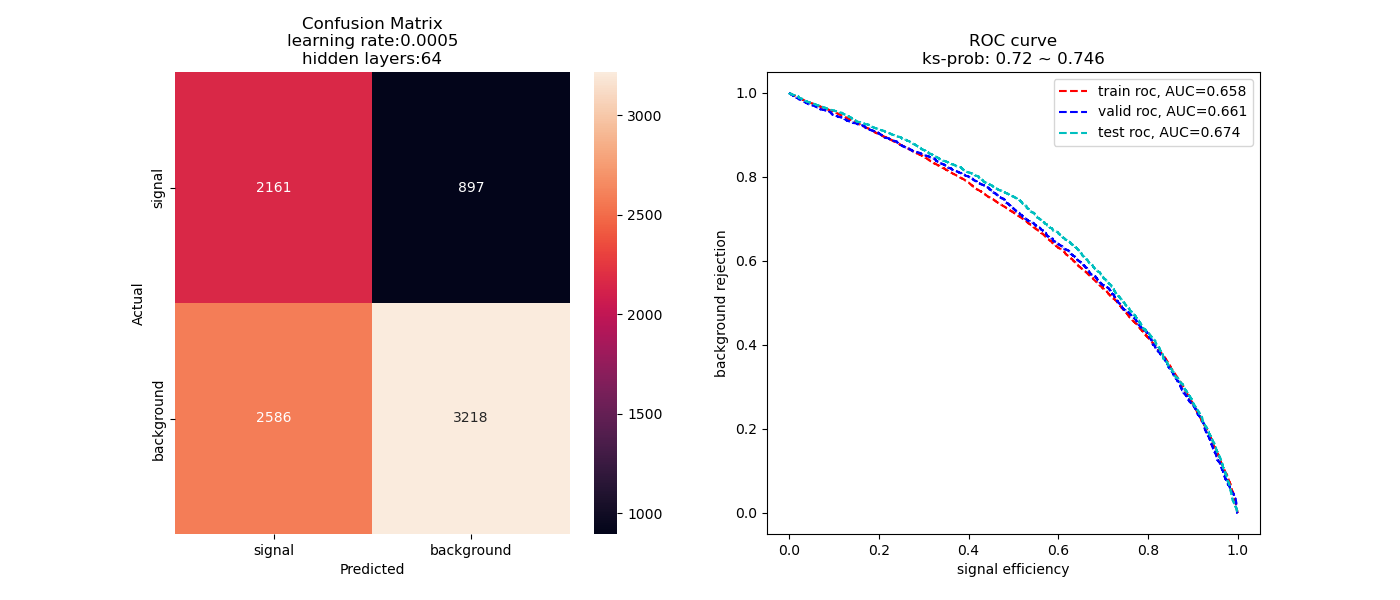 Confusion Matrix
learning rate:0.0005
hidden layers:64
signal
background
Actual
2161
897
2586
3218
signal
background
Predicted
3000
2500
2000
1500
1000
ROC curve
ks-prob: 0.72 ~ 0.746
train roc, AUC=0.658
valid roc, AUC=0.661
test roc, AUC=0.674
background rejection
1.0
0.8
0.6
0.4
0.2
0.0
0.0
0.2
0.4
0.6
0.8
1.0
signal efficiency